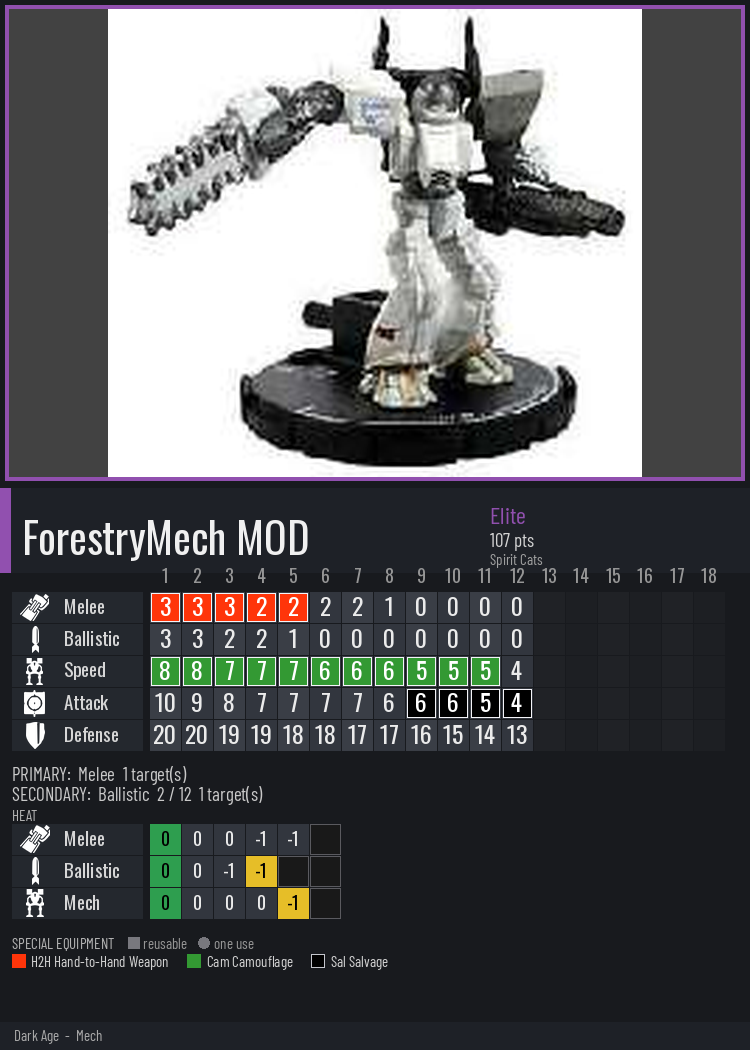 ForestryMech MOD
Elite
107 pts
Spirit Cats
1 2 3 4 5 6 7 8 9 10 11 12 13 14 15 16 17 18
Melee 3 3 3 2 2 2 2 1 0 0 0 0
Ballistic 3 3 2 2 1 0 0 0 0 0 0 0
Speed 8 8 7 7 7 6 6 6 5 5 5 4
Attack 10 9 8 7 7 7 7 6 6 6 5 4
Defense 20 20 19 19 18 18 17 17 16 15 14 13
PRIMARY: Melee 1 target(s)
SECONDARY: Ballistic 2 / 12 1 target(s)
HEAT
Melee 0 0 0 -1 -1
Ballistic 0 0 -1 -1
Mech 0 0 0 0 -1
SPECIAL EQUIPMENT reusable one use
H2H Hand-to-Hand Weapon Cam Camouflage Sal Salvage
Dark Age - Mech